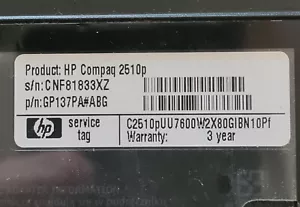 Product: HP Compaq 2510p
s/n: CNF81833XZ
p/n: GP137PA#ABG
hp
service
tag
C2510pUU7600W2X80GIBN10Pf
Warranty: 3 year